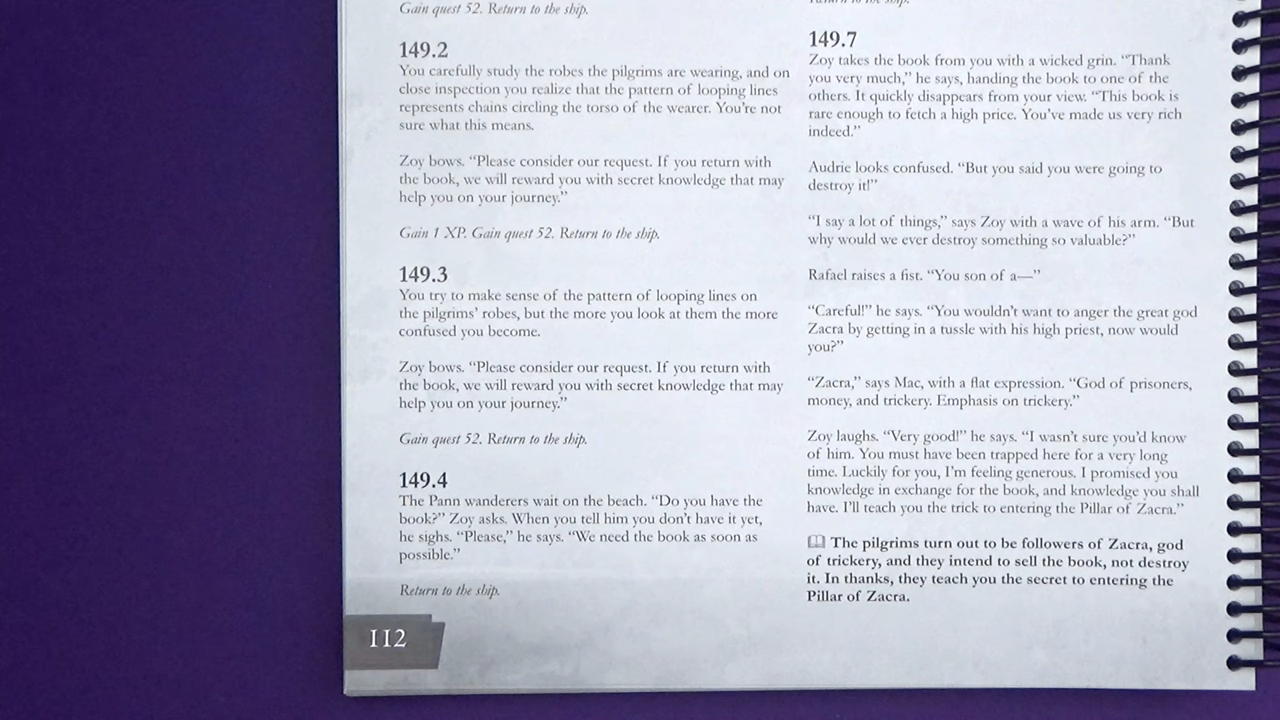 Gain quest 52. Return to the ship.
149.2
You carefully study the robes the pilgrims are wearing, and on
close inspection you realize that the pattern of looping lines
represents chains circling the torso of the wearer. You're not
sure what this means.
Zoy bows. “Please consider our request. If you return with
the book, we will reward you with secret knowledge that may
help you on your journey.”
Gain 1 XP. Gain quest 52. Return to the ship.
149.3
You try to make sense of the pattern of looping lines on
the pilgrims' robes, but the more you look at them the more
confused you become.
Zoy bows. “Please consider our request. If you return with
the book, we will reward you with secret knowledge that may
help you on your journey.”
Gain quest 52. Return to the ship.
149.4
The Pann wanderers wait on the beach. “Do you have the
book?” Zoy asks. When you tell him you don't have it yet,
he sighs. “Please,” he says. “We need the book as soon as
possible.”
Return to the ship.
112
149.7
Zoy takes the book from you with a wicked grin. “Thank
you very much,” he says, handing the book to one of the
others. It quickly disappears from your view. “This book is
rare enough to fetch a high price. You've made us very rich
indeed.”
Audrie looks confused. “But you said you were going to
destroy it!”
“I say a lot of things,” says Zoy with a wave of his arm. “But
why would we ever destroy something so valuable?”
Rafael raises a fist. “You son of a—”
“Careful!” he says. “You wouldn't want to anger the great god
Zacra by getting in a tussle with his high priest, now would
you?”
“Zacra,” says Mac, with a flat expression. “God of prisoners,
money, and trickery. Emphasis on trickery.”
Zoy laughs. “Very good!” he says. “I wasn't sure you'd know
of him. You must have been trapped here for a very long
time. Luckily for you, I'm feeling generous. I promised you
knowledge in exchange for the book, and knowledge you shall
have. I'll teach you the trick to entering the Pillar of Zacra.”
The pilgrims turn out to be followers of Zacra, god
of trickery, and they intend to sell the book, not destroy
it. In thanks, they teach you the secret to entering the
Pillar of Zacra.